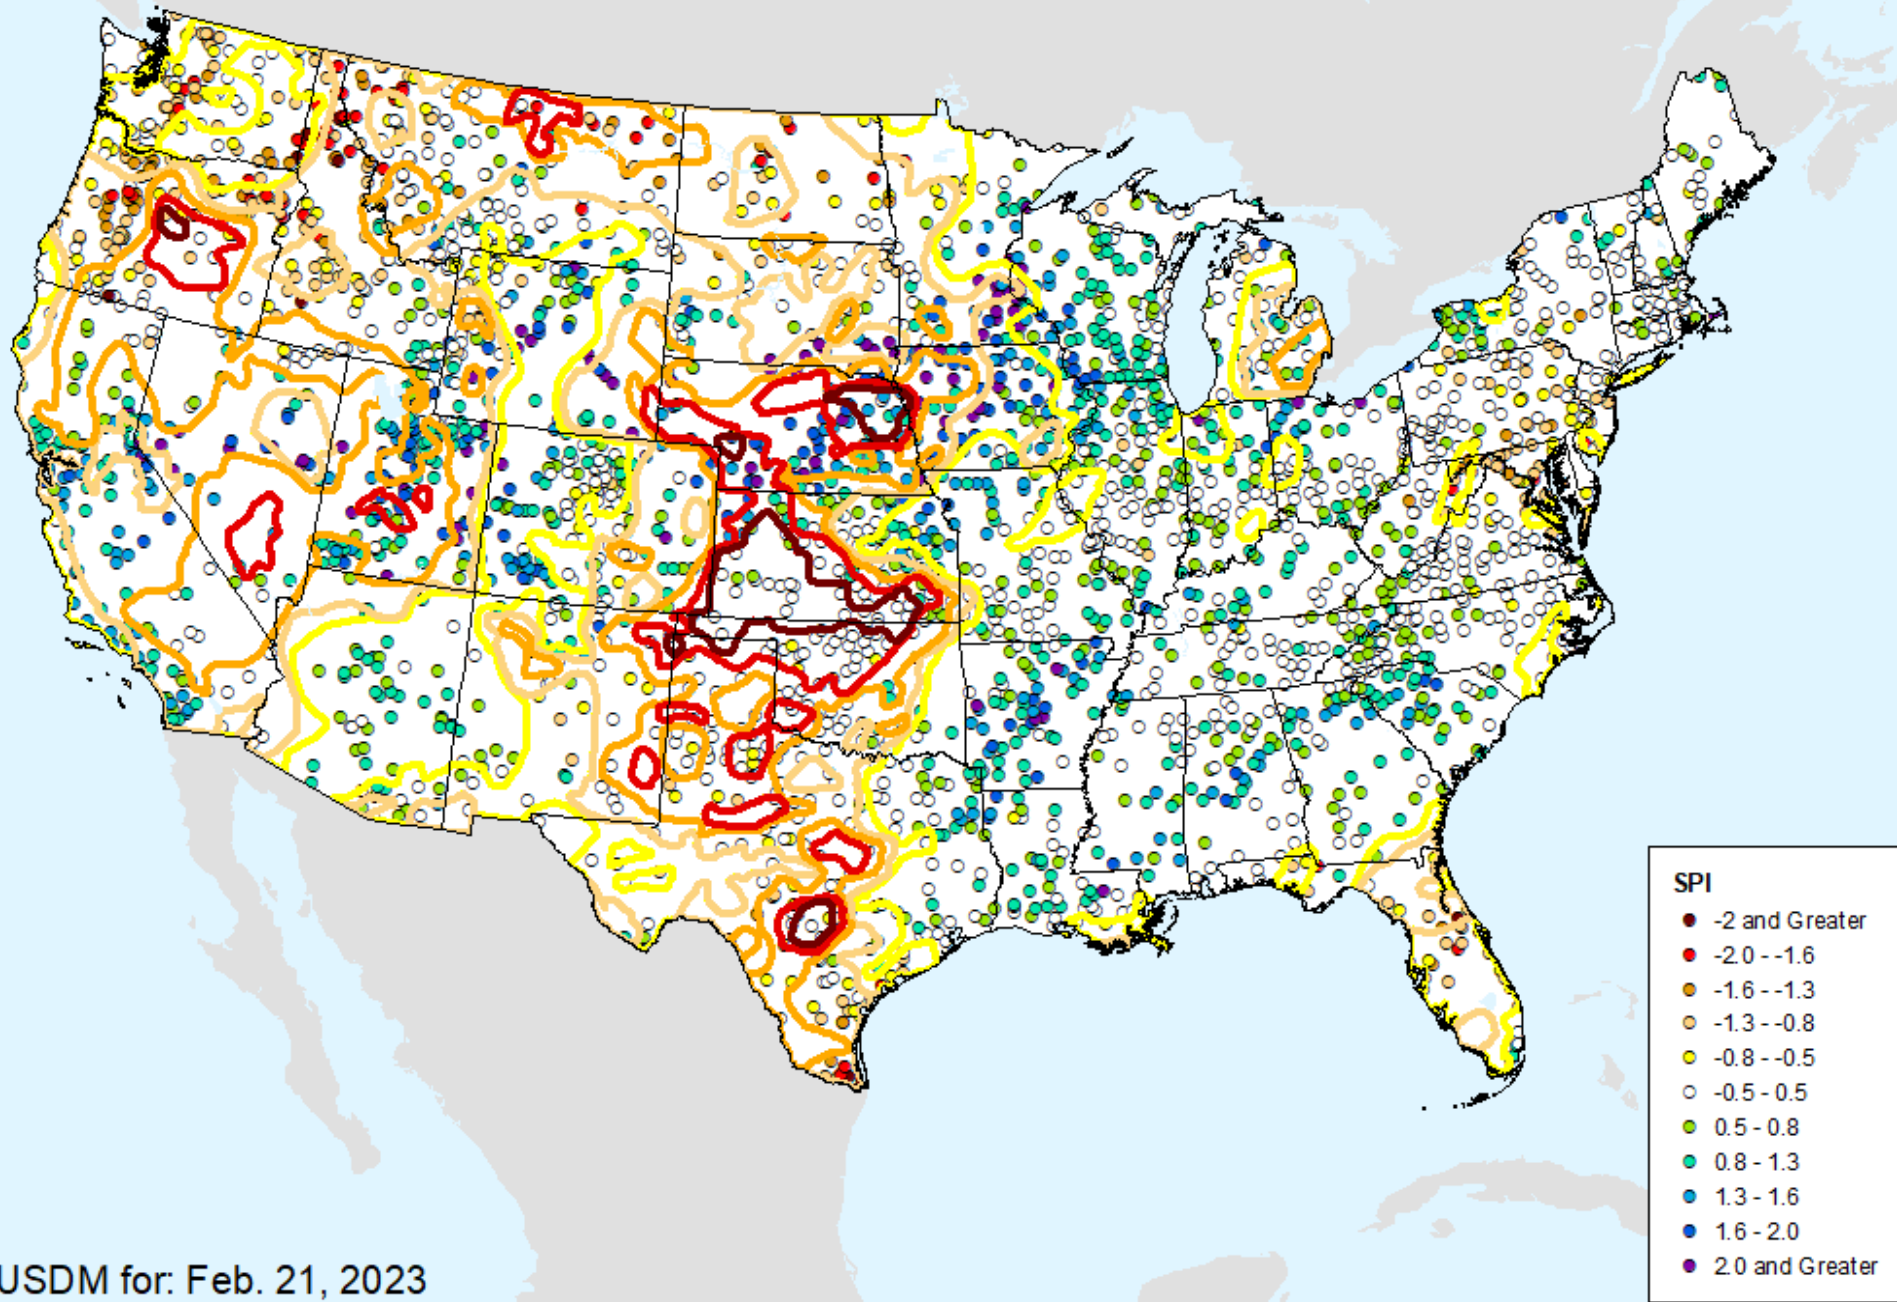 SPI
-2 and Greater
-2.0 - -1.6
-1.6 - -1.3
-1.3 - -0.8
-0.8 - -0.5
-0.5 - 0.5
0.5 - 0.8
0.8 - 1.3
1.3 - 1.6
1.6 - 2.0
2.0 and Greater
USDM for: Feb. 21, 2023